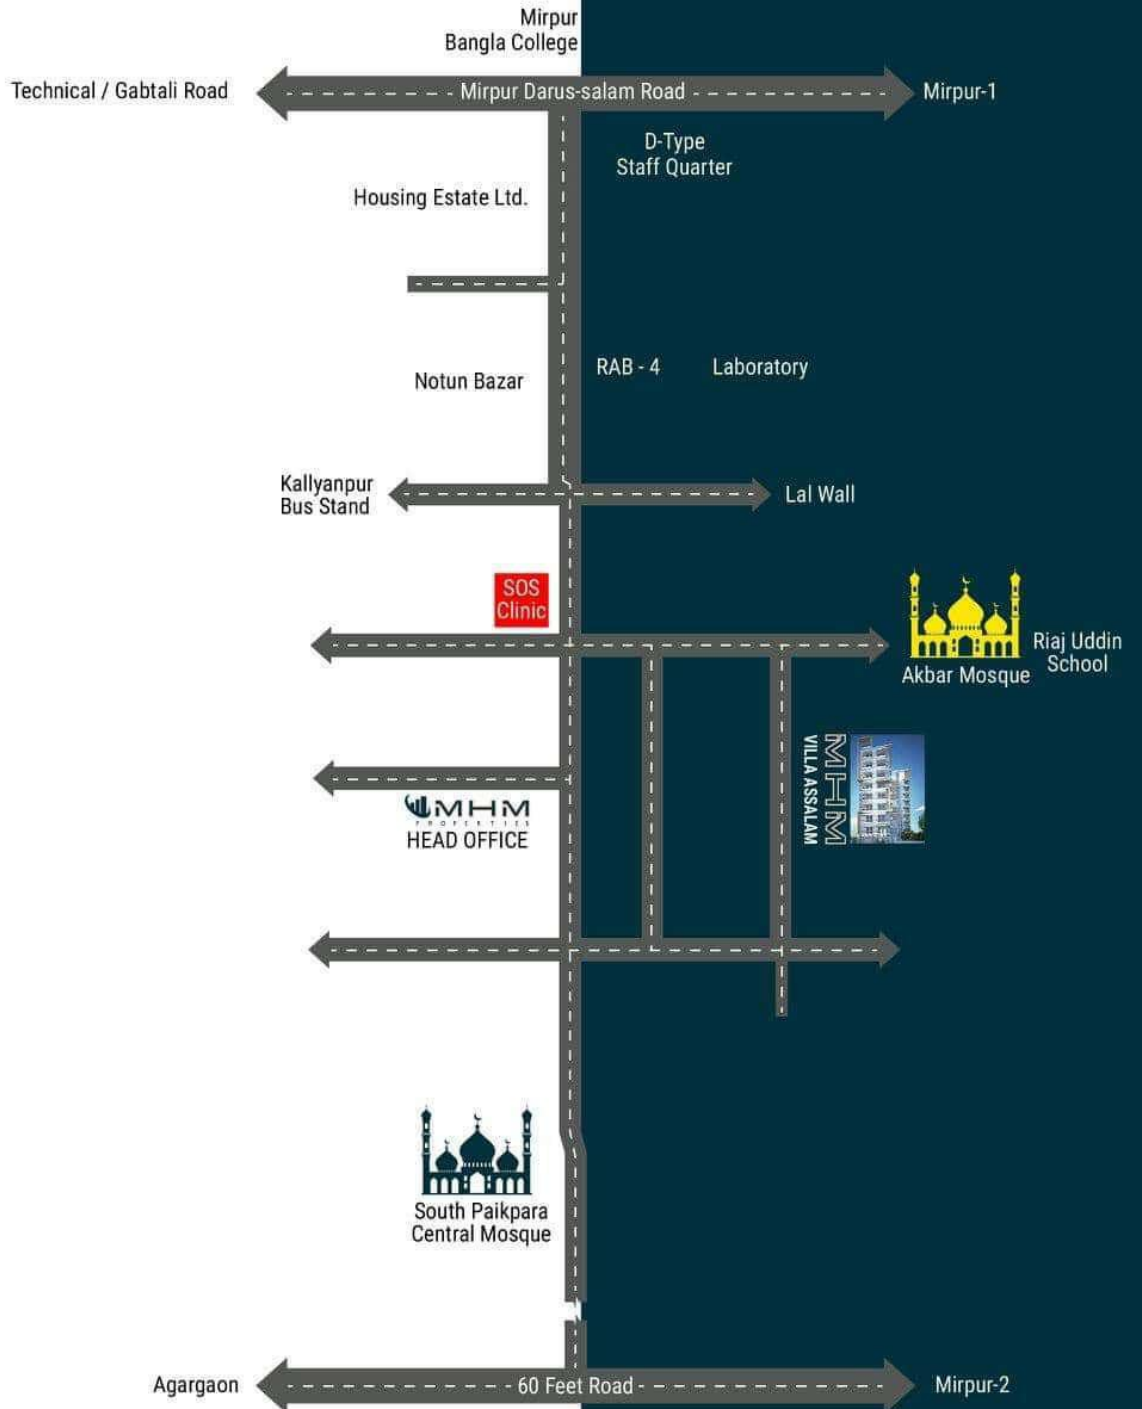 Mirpur
Bangla College
Technical / Gabtali Road
Mirpur Darus-salam Road
Mirpur-1
D-Type
Staff Quarter
Housing Estate Ltd.
RAB - 4
Laboratory
Notun Bazar
Kallyanpur
Bus Stand
Lal Wall
SOS
Clinic
Riaj Uddin
School
Akbar Mosque
MHM
VILLA ASSALAM
MHM
PROPERTIES
HEAD OFFICE
South Paikpara
Central Mosque
Agargaon
60 Feet Road
Mirpur-2